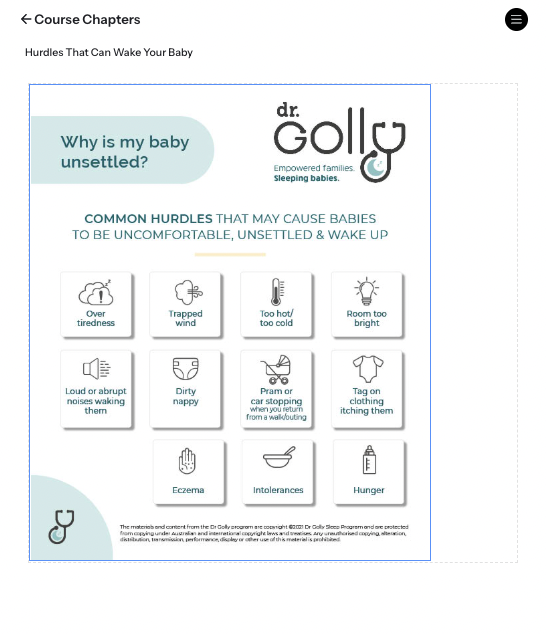 Course Chapters
Hurdles That Can Wake Your Baby
dr.
Golly
Why is my baby
unsettled?
Empowered families.
Sleeping babies.
COMMON HURDLES THAT MAY CAUSE BABIES
TO BE UNCOMFORTABLE, UNSETTLED & WAKE UP
Over
tiredness
Trapped
wind
Too hot/
too cold
Room too
bright
Loud or abrupt
noises waking
them
Dirty
nappy
Pram or
car stopping
when you return
from a walk/outing
Tag on
clothing
itching them
Eczema
Intolerances
Hunger
The materials and content from the Dr Golly program are copyright ©2021 Dr Golly Sleep Program and are protected
from copying under Australian and international copyright laws and treatises. Any unauthorised copying, alteration,
distribution, transmission, performance, display or other use of this material is prohibited.